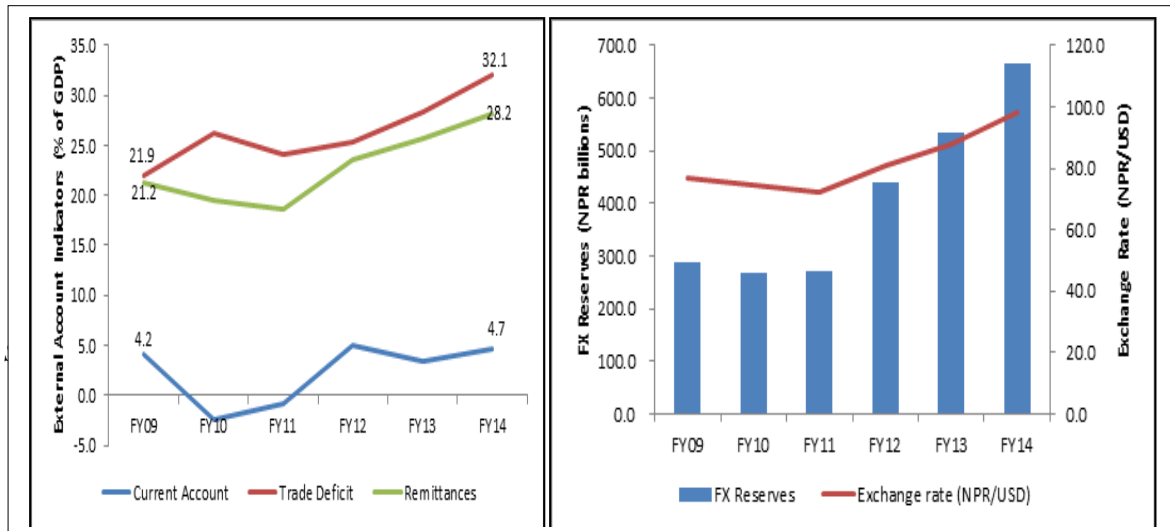 External Account Indicators (% of GDP)
35.0
30.0
25.0
20.0
15.0
10.0
5.0
0.0
-5.0
32.1
28.2
21.9
21.2
4.2
4.7
FY09
FY10
FY11
FY12
FY13
FY14
Current Account
Trade Deficit
Remittances
FX Reserves (NPR billions)
700.0
600.0
500.0
400.0
300.0
200.0
100.0
0.0
120.0
100.0
80.0
60.0
40.0
20.0
0.0
Exchange Rate (NPR/USD)
FY09
FY10
FY11
FY12
FY13
FY14
FX Reserves
Exchange rate (NPR/USD)